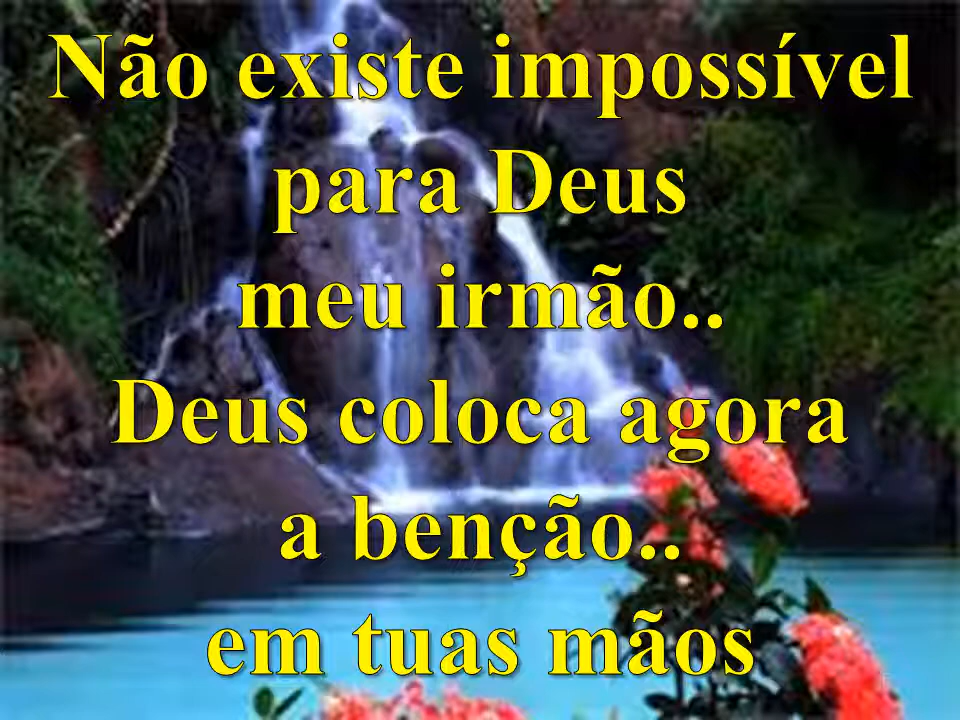 Não existe impossível
para Deus
meu irmão..
Deus coloca agora
a benção..
em tuas mãos